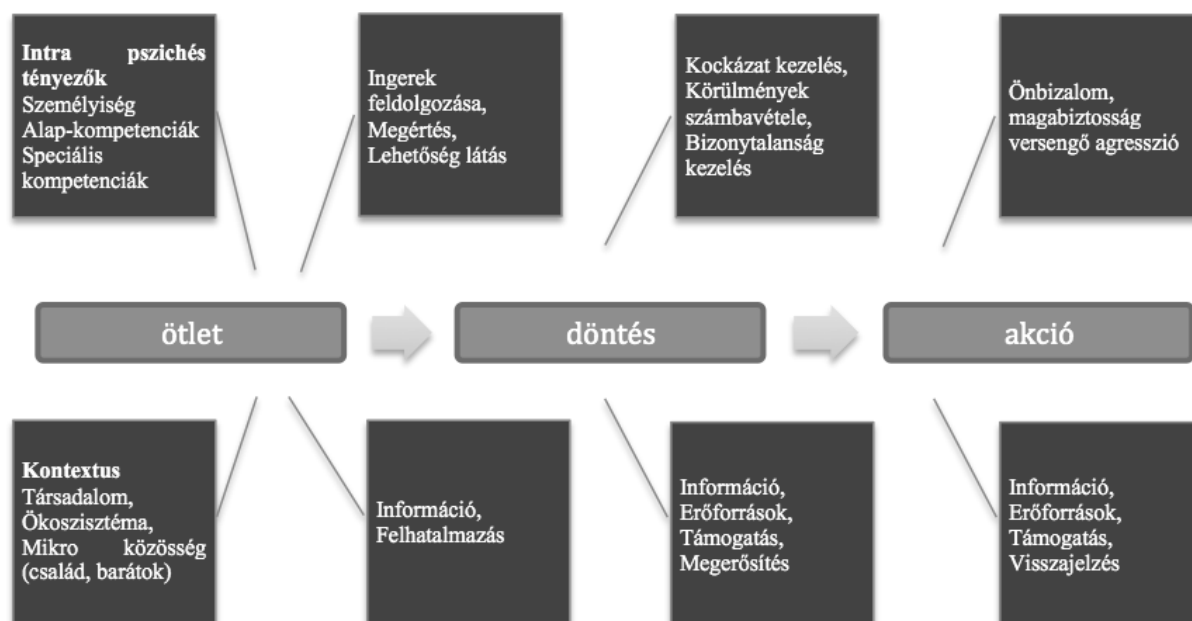 Intra pszichés
tényezők
Személyiség
Alap-kompetenciák
Speciális
kompetenciák
Ingerek
feldolgozása,
Megértés,
Lehetőség látás
Kockázat kezelés,
Körülmények
számbavétele,
Bizonytalanság
kezelés
Önbizalom,
magabiztosság
versengő agresszió
ötlet
döntés
akció
Kontextus
Társadalom,
Ökoszisztéma,
Mikro közösség
(család, barátok)
Információ,
Felhatalmazás
Információ,
Erőforrások,
Támogatás,
Megerősítés
Információ,
Erőforrások,
Támogatás,
Visszajelzés